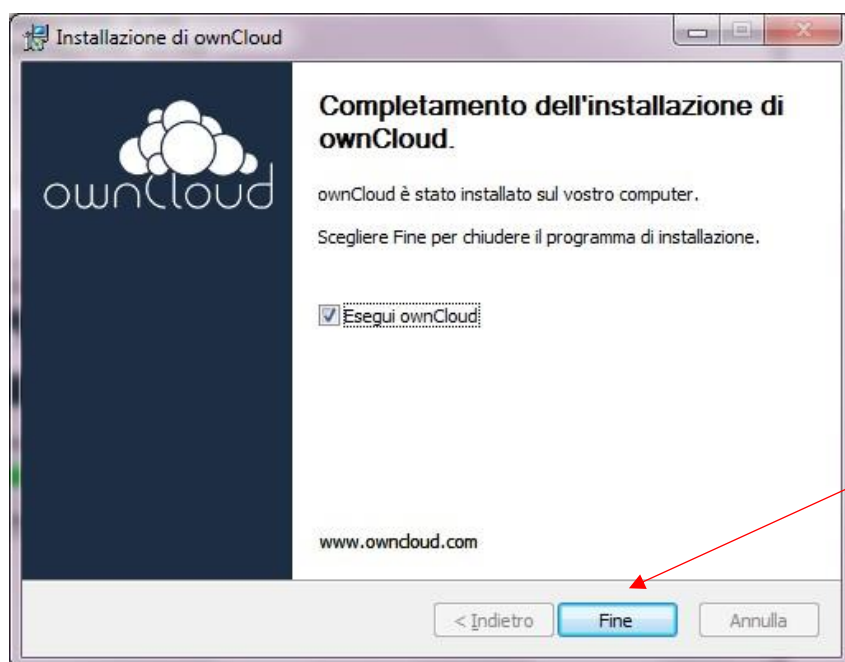 Installazione di ownCloud
ownCloud
Completamento dell'installazione di
ownCloud.
ownCloud è stato installato sul vostro computer.
Scegliere Fine per chiudere il programma di installazione.
Esegui ownCloud
www.owncloud.com
< Indietro
Fine
Annulla